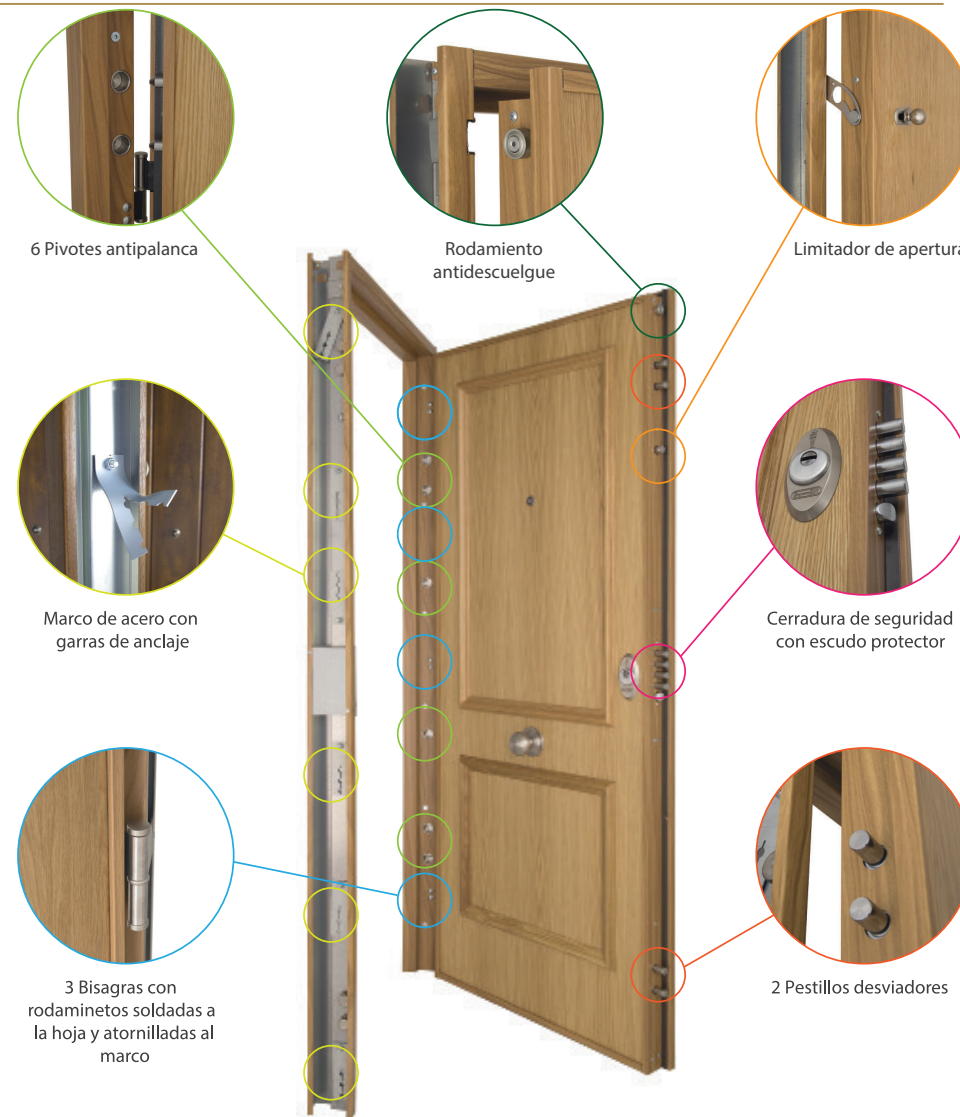 6 Pivotes antipalanca
Rodamiento
antidescuelgue
Limitador de apertura
Marco de acero con
garras de anclaje
Cerradura de seguridad
con escudo protector
3 Bisagras con
rodaminetos soldadas a
la hoja y atornilladas al
marco
2 Pestillos desviadores